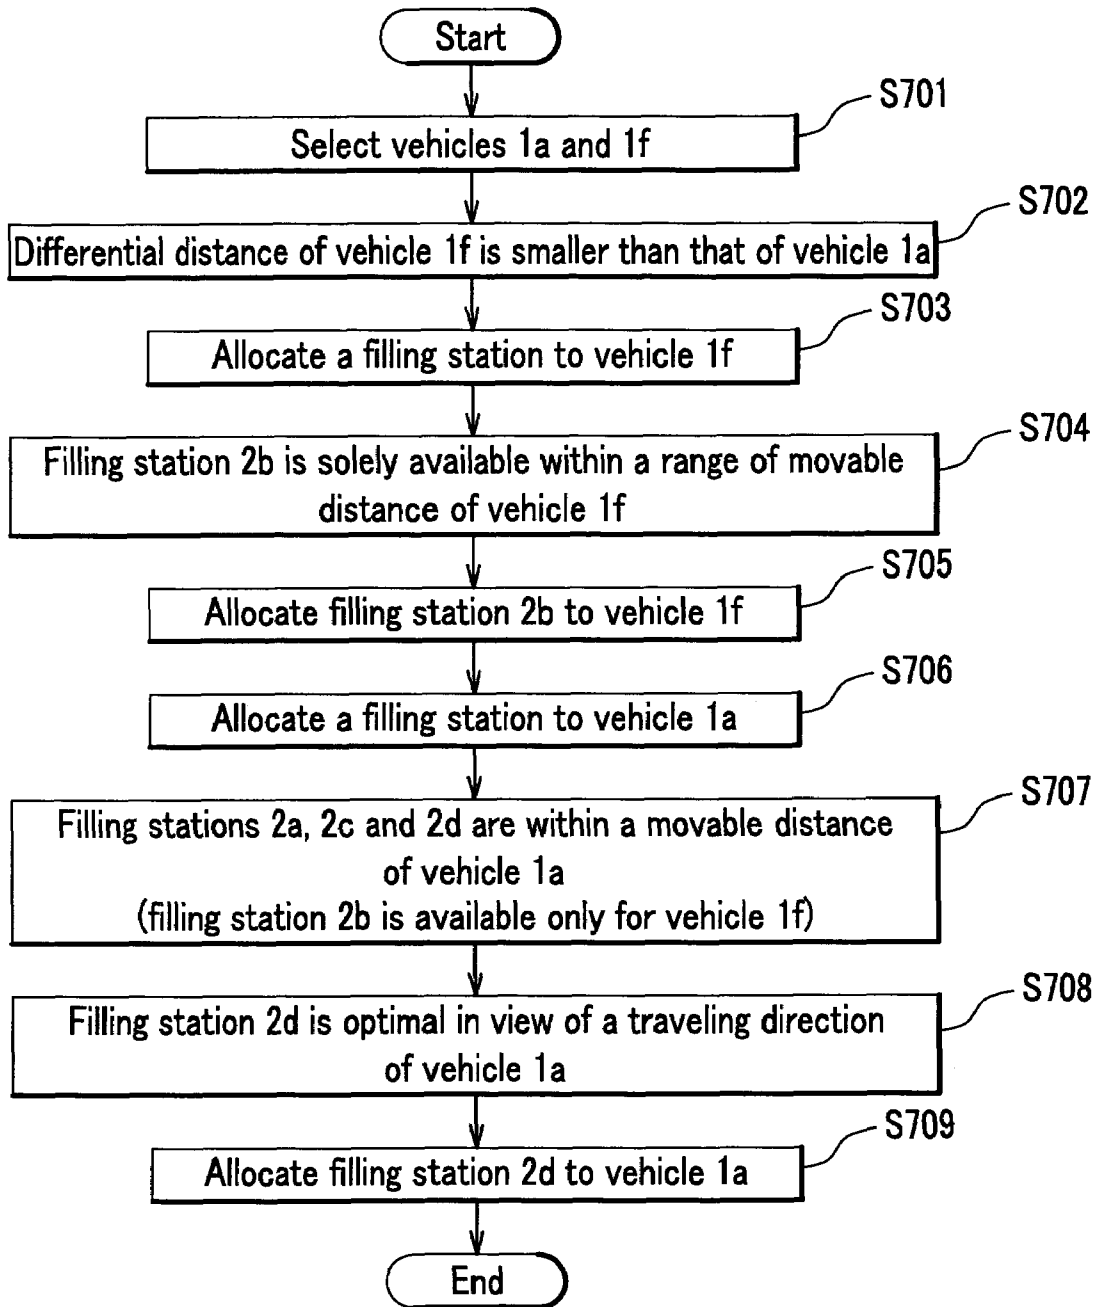 Start
S701
Select vehicles 1a and 1f
S702
Differential distance of vehicle 1f is smaller than that of vehicle 1a
S703
Allocate a filling station to vehicle 1f
S704
Filling station 2b is solely available within a range of movable
distance of vehicle 1f
S705
Allocate filling station 2b to vehicle 1f
S706
Allocate a filling station to vehicle 1a
S707
Filling stations 2a, 2c and 2d are within a movable distance
of vehicle 1a
(filling station 2b is available only for vehicle 1f)
S708
Filling station 2d is optimal in view of a traveling direction
of vehicle 1a
S709
Allocate filling station 2d to vehicle 1a
End